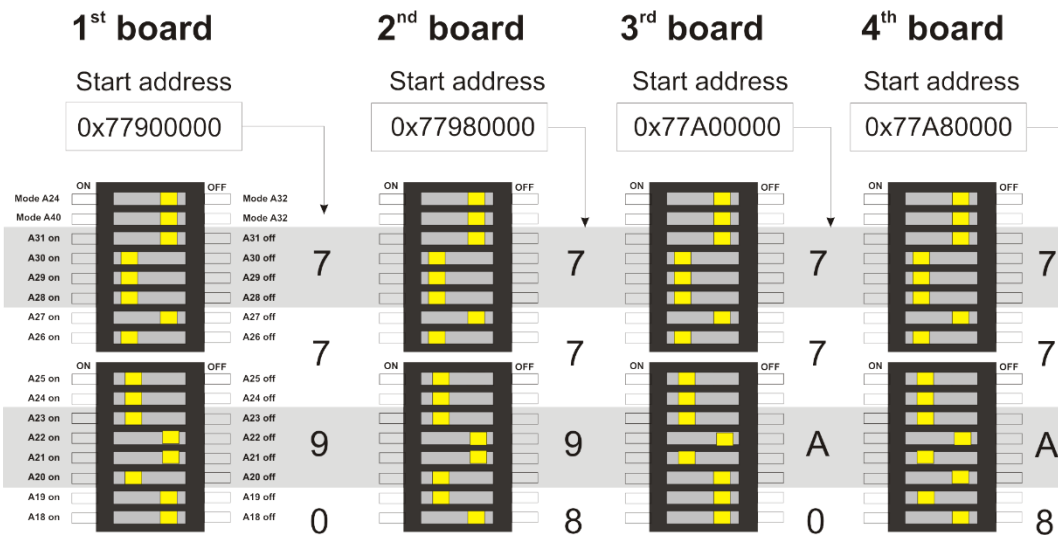 1st board 2nd board 3rd board 4th board
Start address Start address Start address Start address
0x77900000 0x77980000 0x77A00000 0x77A80000
ON OFF ON OFF ON OFF ON OFF
Mode A24 Mode A32
Mode A40 Mode A32
A31 on A31 off
A30 on A30 off 7 7 7 7
A29 on A29 off
A28 on A28 off
A27 on A27 off
A26 on A26 off 7 7 7 7
ON OFF ON OFF ON OFF ON OFF
A25 on A25 off
A24 on A24 off
A23 on A23 off
A22 on A22 off 9 9 A A
A21 on A21 off
A20 on A20 off
A19 on A19 off
A18 on A18 off 0 8 0 8